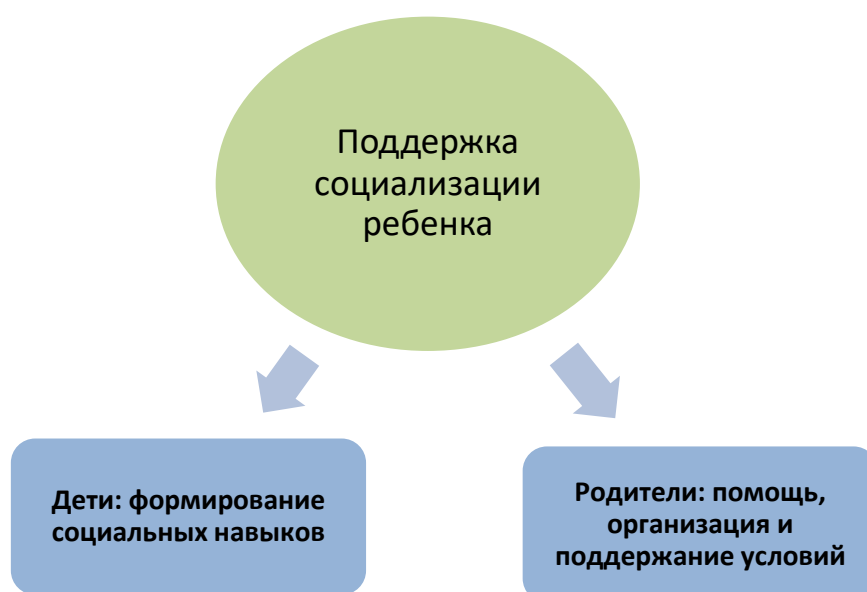 Поддержка
социализации
ребенка
Дети: формирование
социальных навыков
Родители: помощь,
организация и
поддержание условий